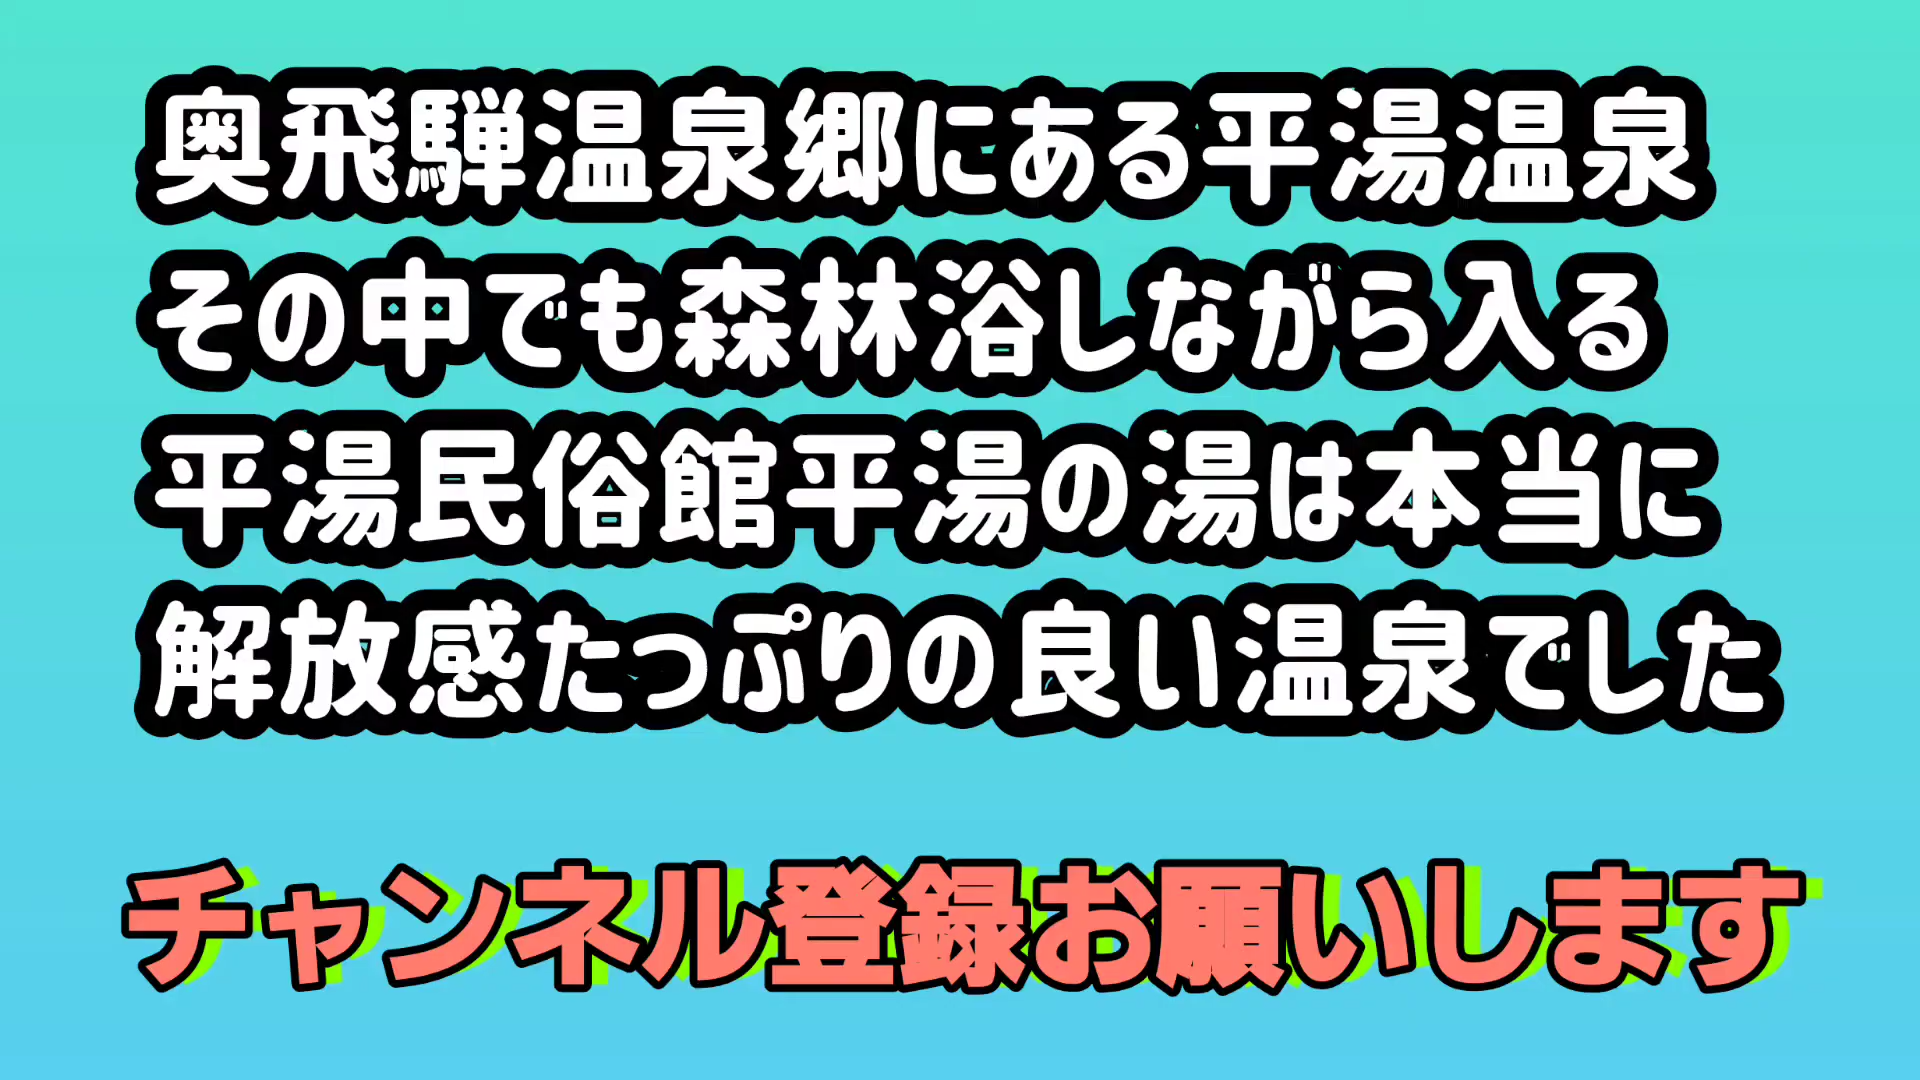 奥飛騨温泉郷にある平湯温泉
その中でも森林浴しながら入る
平湯民俗館平湯の湯は本当に
解放感たっぷりの良い温泉でした
チャンネル登録お願いします